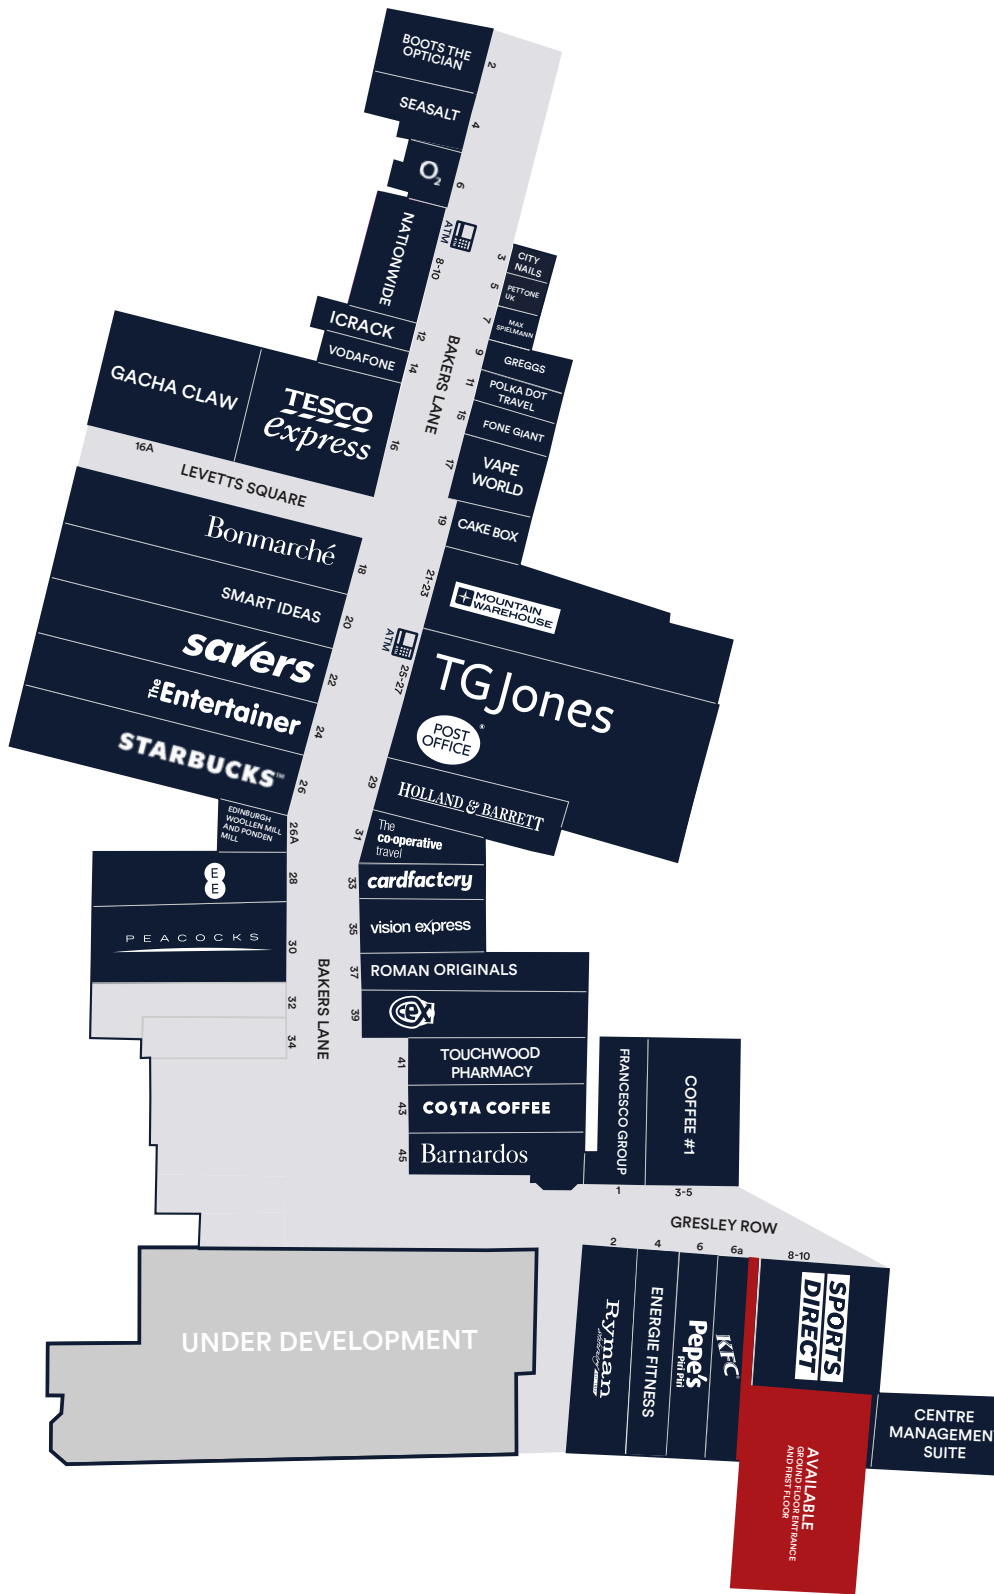 BOOTS THE
OPTICIAN
2
SEASALT
4
O2
6
NATIONWIDE
ATM
8-10
ICRACK
12
VODAFONE
14
GACHA CLAW
16A
TESCO
express
16
LEVETTS SQUARE
BAKERS LANE
3
CITY
NAILS
5
PETTONE
UK
7
MAX
SPIELMANN
9
GREGGS
11
POLKA DOT
TRAVEL
15
FONE GIANT
17
VAPE
WORLD
19
CAKE BOX
21-23
MOUNTAIN
WAREHOUSE
Bonmarché
18
SMART IDEAS
20
savers
22
The Entertainer
24
STARBUCKS™
26
ATM
25-27
TGJones
POST
OFFICE
®
29
HOLLAND & BARRETT
EDINBURGH
WOOLLEN MILL
AND PONDEN
MILL
26A
31
The
co-operative
travel
EE
28
33
cardfactory
PEACOCKS
30
35
vision express
37
ROMAN ORIGINALS
32
39
CeX
34
BAKERS LANE
41
TOUCHWOOD
PHARMACY
43
COSTA COFFEE
45
Barnardos
FRANCESCO GROUP
1
COFFEE #1
3-5
GRESLEY ROW
2
4
6
6a
8-10
Ryman
ENERGIE FITNESS
Pepe's
Piri Piri
KFC
SPORTS
DIRECT
UNDER DEVELOPMENT
AVAILABLE
GROUND FLOOR ENTRANCE
AND FIRST FLOOR
CENTRE
MANAGEMEN
SUITE